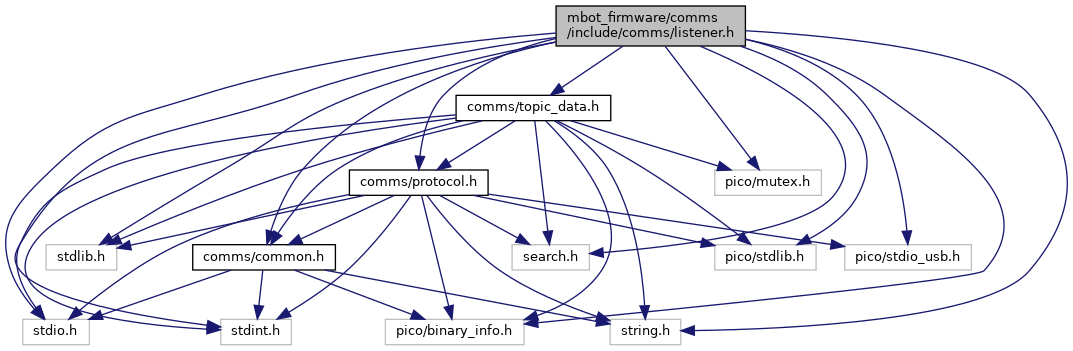 mbot_firmware/comms
/include/comms/listener.h
comms/topic_data.h
comms/protocol.h
pico/mutex.h
stdlib.h
comms/common.h
search.h
pico/stdlib.h
pico/stdio_usb.h
stdio.h
stdint.h
pico/binary_info.h
string.h